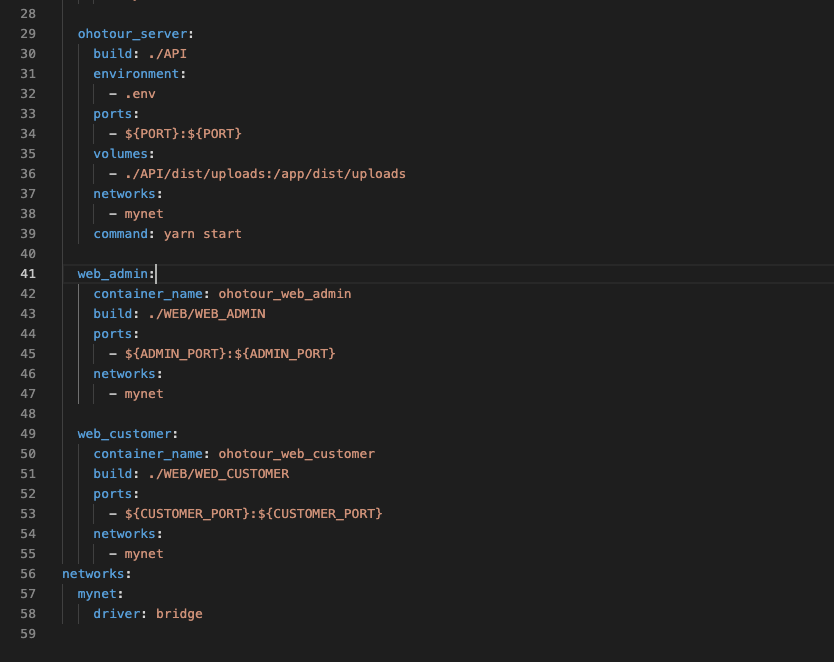 28
29 ohotour_server:
30 build: ./API
31 environment:
32 - .env
33 ports:
34 - ${PORT}:${PORT}
35 volumes:
36 - ./API/dist/uploads:/app/dist/uploads
37 networks:
38 - mynet
39 command: yarn start
40
41 web_admin:
42 container_name: ohotour_web_admin
43 build: ./WEB/WEB_ADMIN
44 ports:
45 - ${ADMIN_PORT}:${ADMIN_PORT}
46 networks:
47 - mynet
48
49 web_customer:
50 container_name: ohotour_web_customer
51 build: ./WEB/WED_CUSTOMER
52 ports:
53 - ${CUSTOMER_PORT}:${CUSTOMER_PORT}
54 networks:
55 - mynet
56 networks:
57 mynet:
58 driver: bridge
59